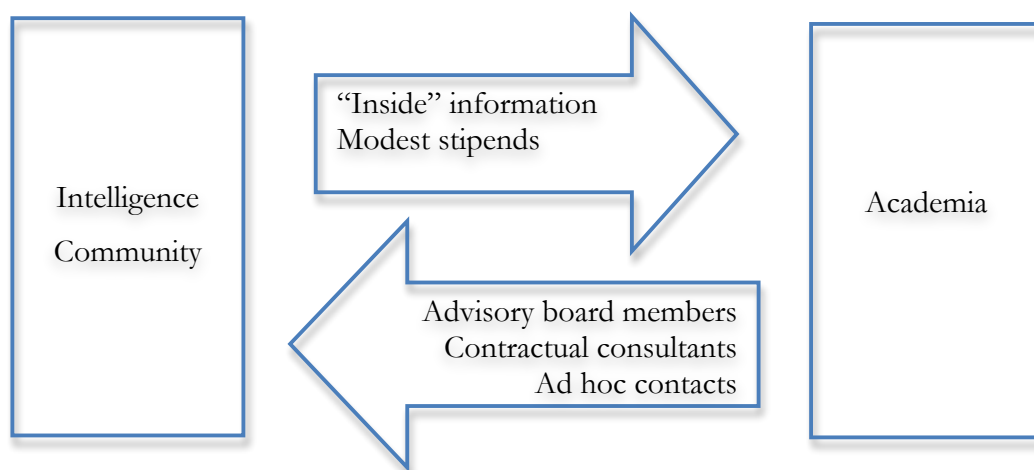 Intelligence
Community
“Inside” information
Modest stipends
Advisory board members
Contractual consultants
Ad hoc contacts
Academia